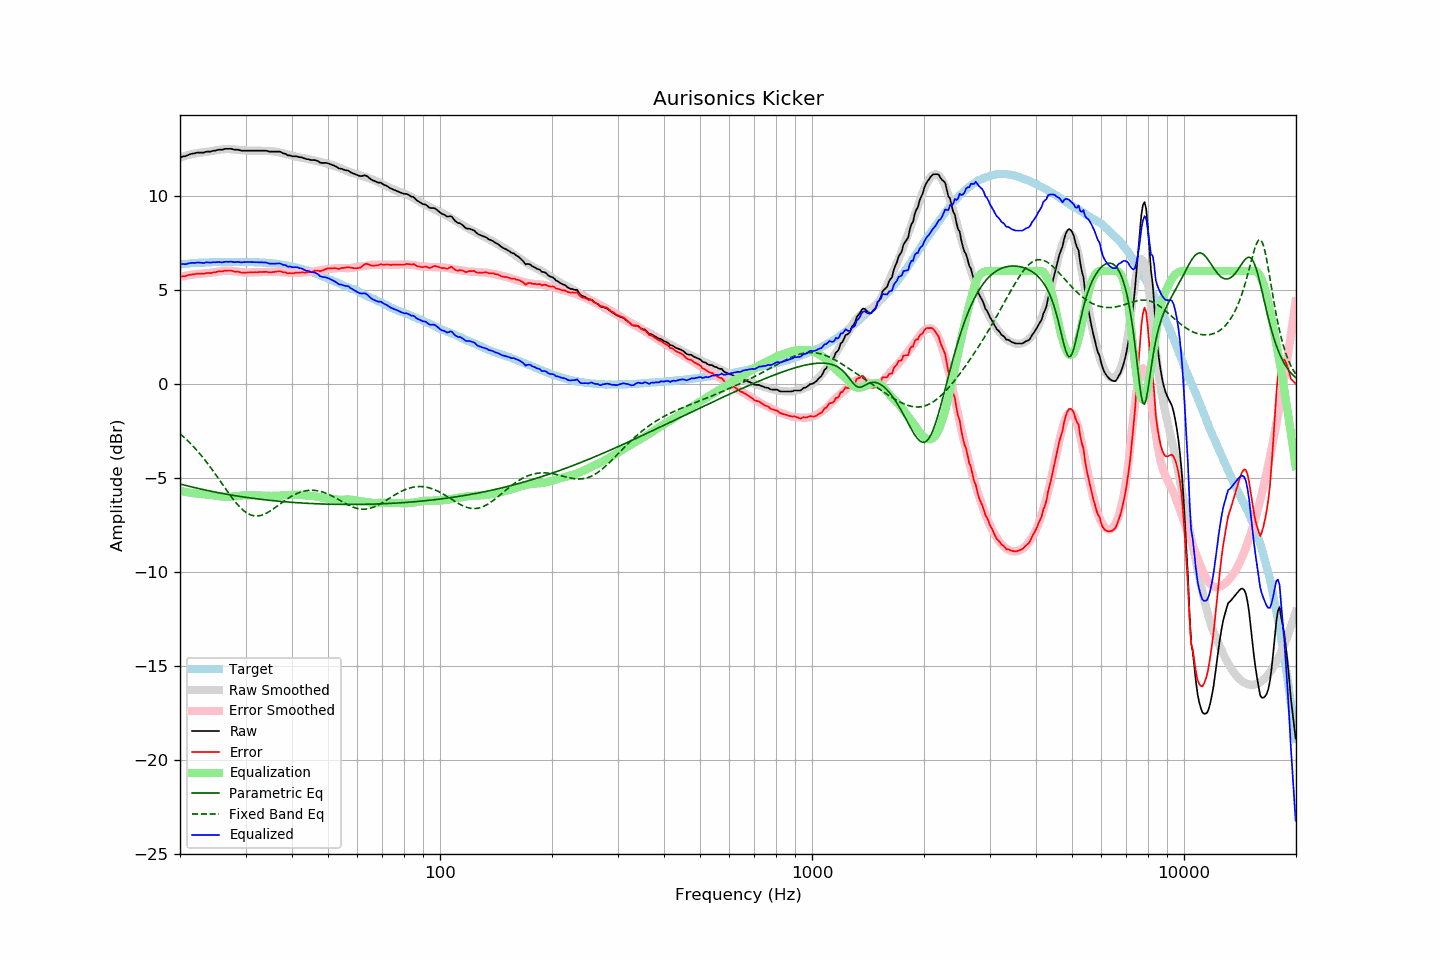 Aurisonics Kicker
10
5
0
−5
−10
−15
−20
−25
Amplitude (dBr)
Target
Raw Smoothed
Error Smoothed
Raw
Error
Equalization
Parametric Eq
Fixed Band Eq
Equalized
100
1000
10000
Frequency (Hz)